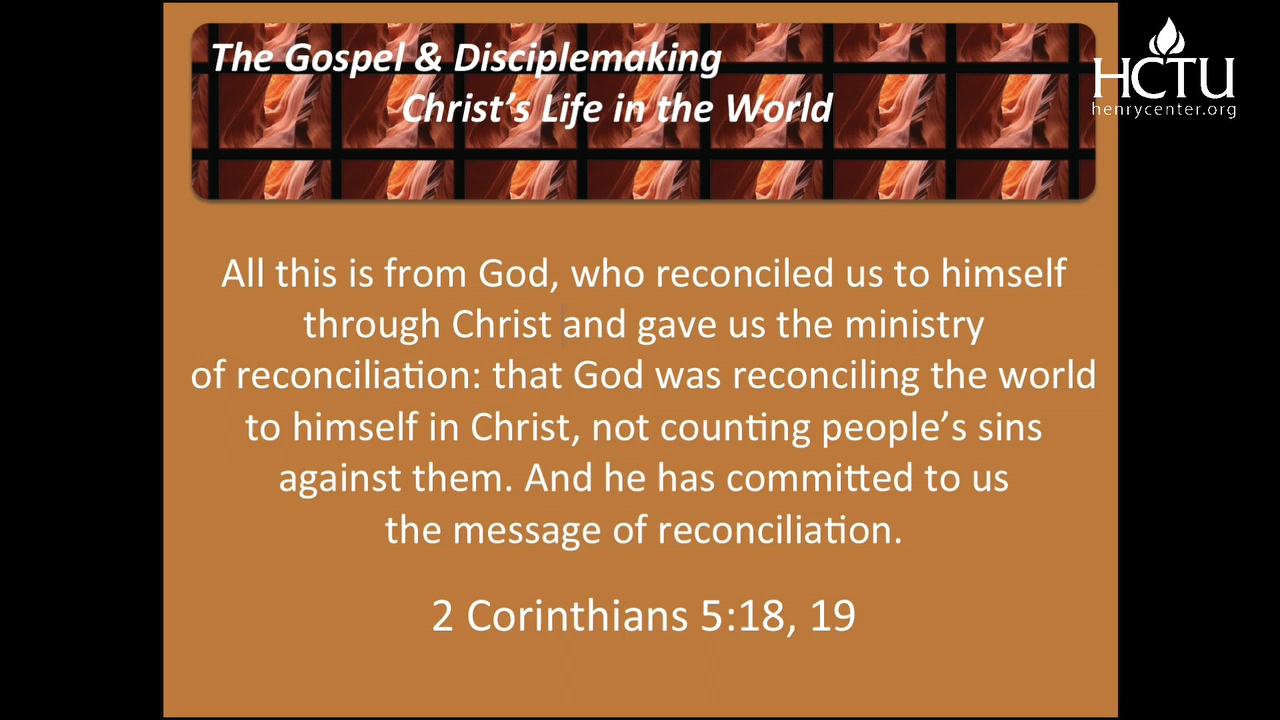 The Gospel & Disciplemaking
Christ's Life in the World
HCTU
henrycenter.org
All this is from God, who reconciled us to himself
through Christ and gave us the ministry
of reconciliation: that God was reconciling the world
to himself in Christ, not counting people’s sins
against them. And he has committed to us
the message of reconciliation.
2 Corinthians 5:18, 19